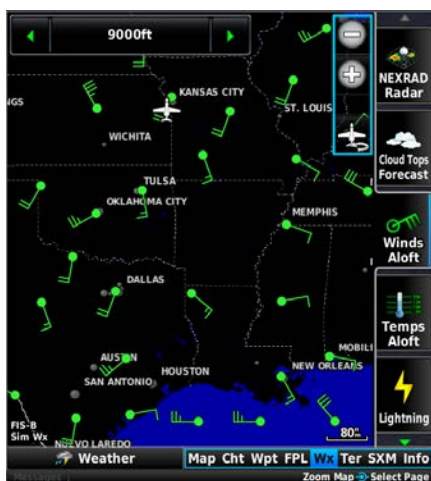 9000ft
NEXRAD
Radar
KANSAS CITY
ST. LOUIS
NGS
WICHITA
Cloud Tops
Forecast
TULSA
OKLAHOMA CITY
MEMPHIS
Winds
Aloft
DALLAS
Temps
Aloft
MOBILI
AUSTIN
HOUSTON
NEW ORLEANS
SAN ANTONIO
Lightning
FIS-B
Sim Wx
NUEVO LAREDO
80
Weather
Map Cht Wpt FPL Wx Ter SXM Info
Messages
Zoom Map Select Page